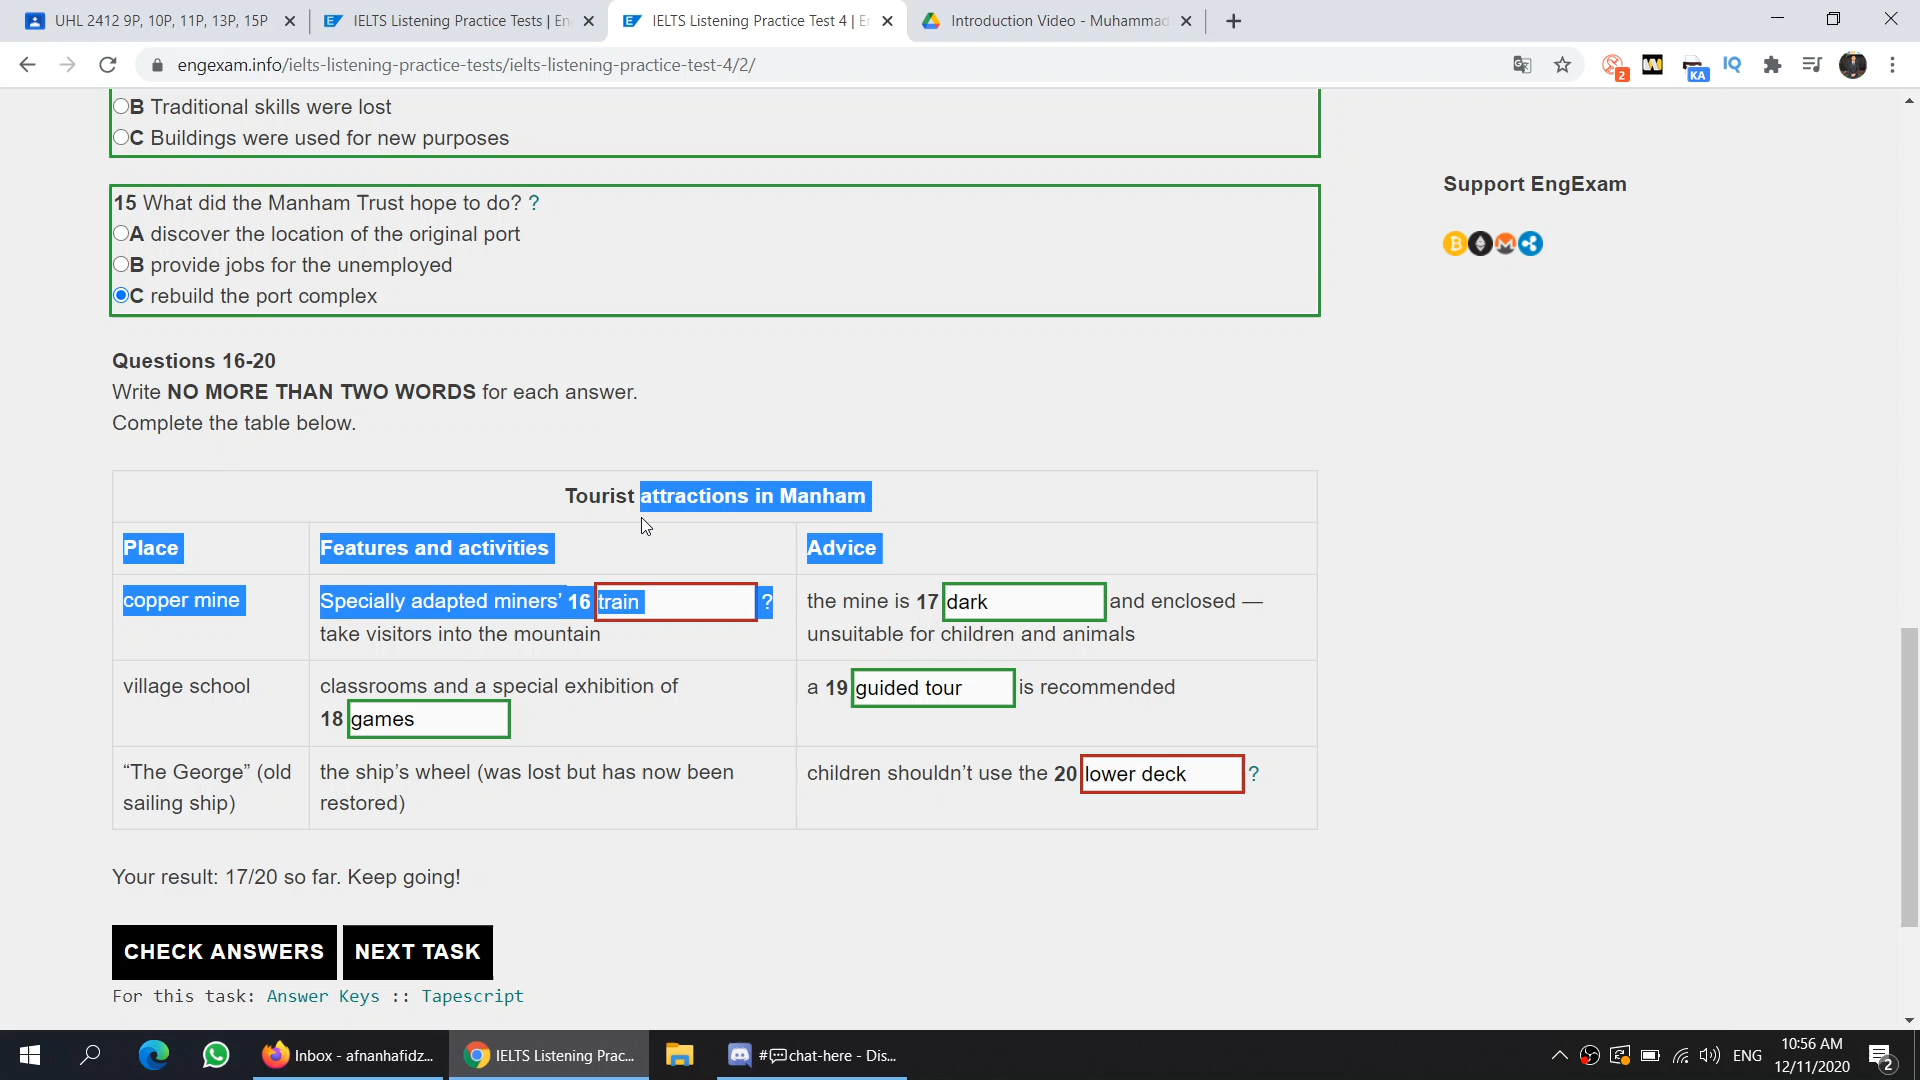 UHL 2412 9P, 10P, 11P, 13P, 15P
IELTS Listening Practice Tests | En
IELTS Listening Practice Test 4 | E
Introduction Video - Muhammad
engexam.info/ielts-listening-practice-tests/ielts-listening-practice-test-4/2/
2
KA
IQ
B Traditional skills were lost
C Buildings were used for new purposes
15 What did the Manham Trust hope to do? ?
A discover the location of the original port
B provide jobs for the unemployed
C rebuild the port complex
Support EngExam
Questions 16-20
Write NO MORE THAN TWO WORDS for each answer.
Complete the table below.
Tourist attractions in Manham
Place
Features and activities
Advice
copper mine
Specially adapted miners’ 16 train ?
take visitors into the mountain
the mine is 17 dark and enclosed —
unsuitable for children and animals
village school
classrooms and a special exhibition of
18 games
a 19 guided tour is recommended
“The George” (old
sailing ship)
the ship’s wheel (was lost but has now been
restored)
children shouldn’t use the 20 lower deck ?
Your result: 17/20 so far. Keep going!
CHECK ANSWERS
NEXT TASK
For this task: Answer Keys :: Tapescript
Inbox - afnanhafidz...
IELTS Listening Prac...
#💬chat-here - Dis...
ENG
10:56 AM
12/11/2020
2